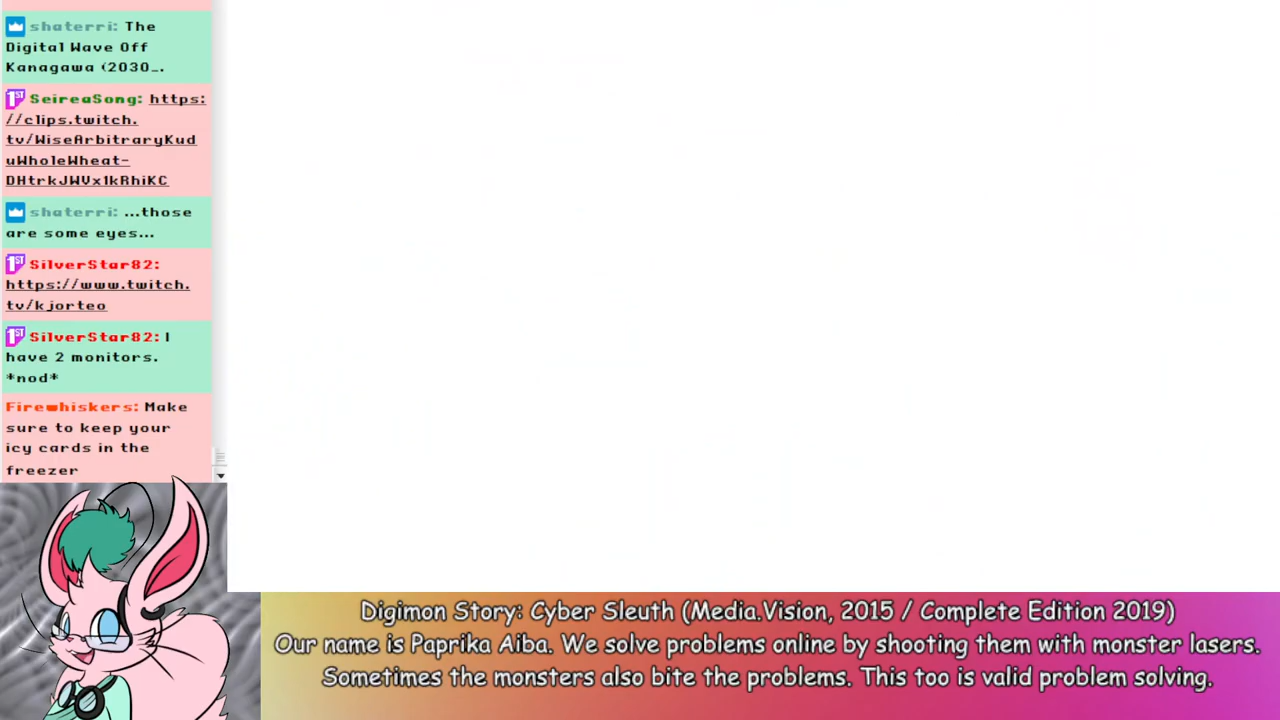 shaterri: The
Digital Wave Off
Kanagawa (2030_.
SeireaSong: https:
//clips.twitch.
tv/WiseArbitraryKud
uWholeWheat-
DHtrkJWVx1kRhiKC
shaterri: ...those
are some eyes...
SilverStar82:
https://www.twitch.
tv/kjorteo
SilverStar82: I
have 2 monitors.
*nod*
Firewhiskers: Make
sure to keep your
icy cards in the
freezer
Digimon Story: Cyber Sleuth (Media.Vision, 2015 / Complete Edition 2019)
Our name is Paprika Aiba. We solve problems online by shooting them with monster lasers.
Sometimes the monsters also bite the problems. This too is valid problem solving.